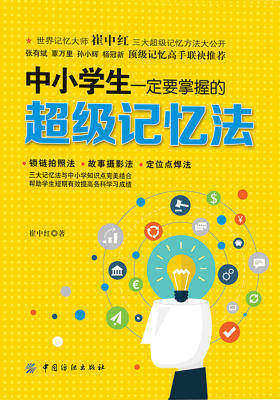 ★ 世界记忆大师 崔中红 三大超级记忆方法大公开
张有斌 覃万里 孙小辉 杨冠新 顶级记忆高手联袂推荐
中小学生一定要掌握的
超级记忆法
• 锁链拍照法 • 故事摄影法 • 定位点焊法
三大记忆法与中小学知识点完美结合
帮助学生短期有效提高各科学习成绩
崔中红◎著
中国纺织出版社